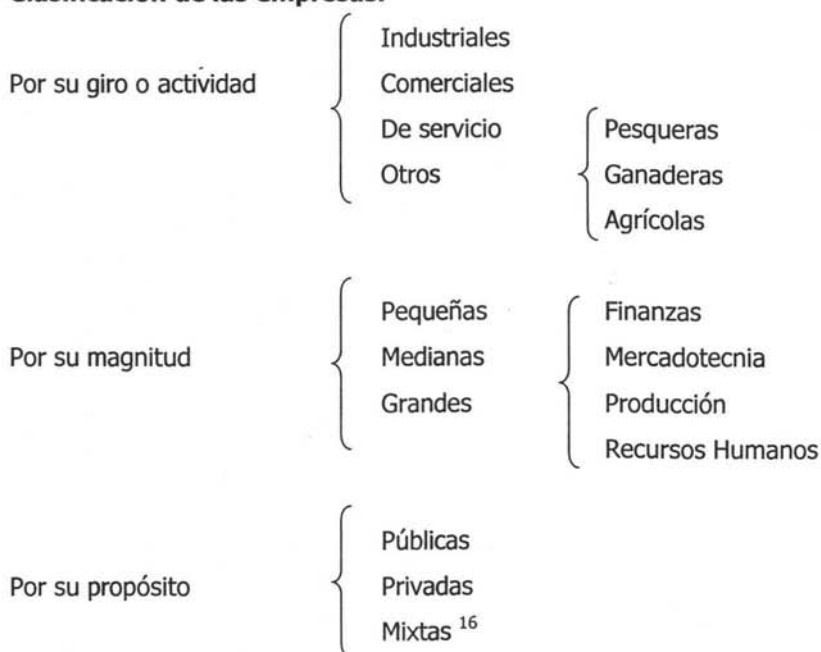 Clasificación de las empresas.
Industriales
Por su giro o actividad
Comerciales
De servicio
Pesqueras
Otros
Ganaderas
Agrícolas
Pequeñas
Finanzas
Por su magnitud
Medianas
Mercadotecnia
Grandes
Producción
Recursos Humanos
Públicas
Por su propósito
Privadas
Mixtas 16